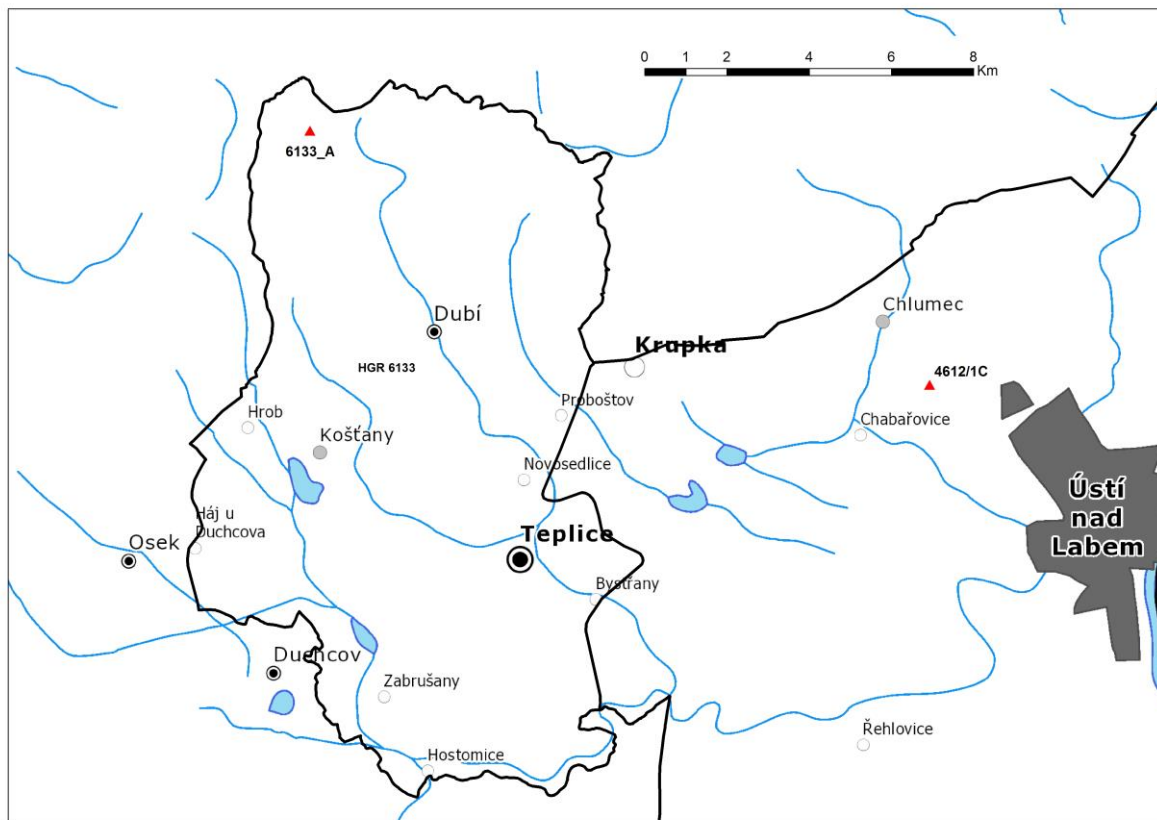 0 1 2 4 6 8
Km
6133_A
Chlumec
Dubí
Krupka
HGR 6133
4612/1C
Proboštov
Hrob
Chabařovice
Košťany
Novosedlice
Ústí
nad
Labem
Háj u
Duchcova
Osek
Teplice
Bystřany
Duchcov
Zabrušany
Řehlovice
Hostomice